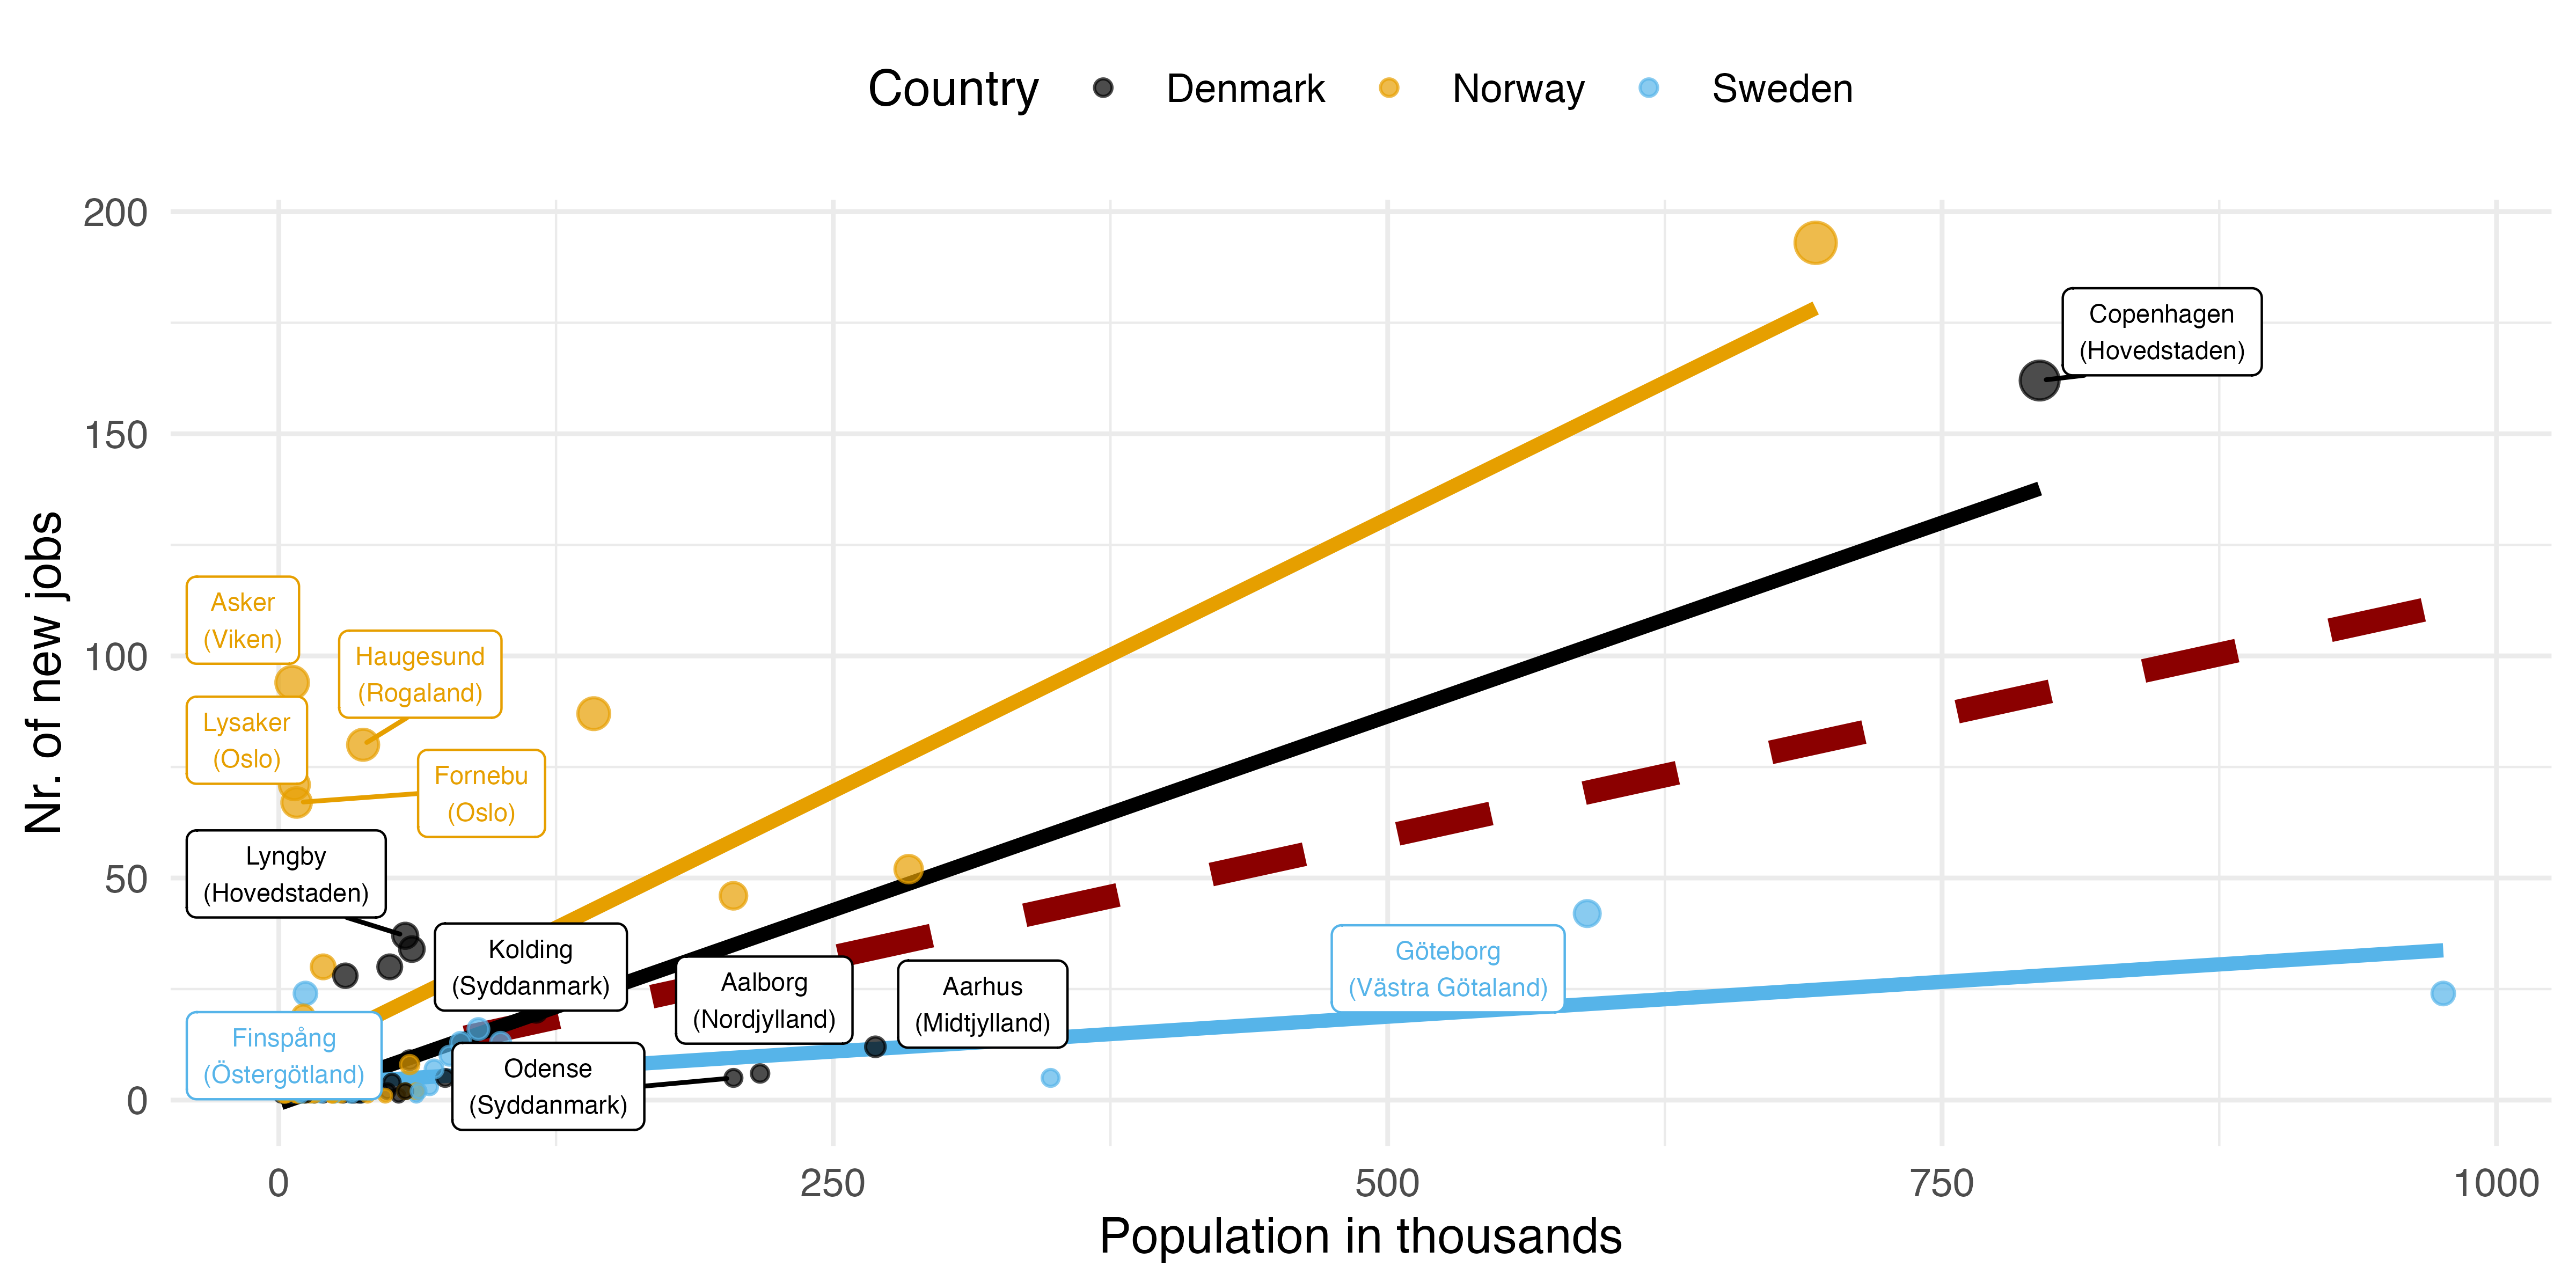 Country Denmark Norway Sweden
200
150
100
50
0
Nr. of new jobs
Copenhagen
(Hovedstaden)
Asker
(Viken)
Haugesund
(Rogaland)
Lysaker
(Oslo)
Fornebu
(Oslo)
Lyngby
(Hovedstaden)
Kolding
(Syddanmark)
Aalborg
(Nordjylland)
Aarhus
(Midtjylland)
Göteborg
(Västra Götaland)
Finspång
(Östergötland)
Odense
(Syddanmark)
0 250 500 750 1000
Population in thousands